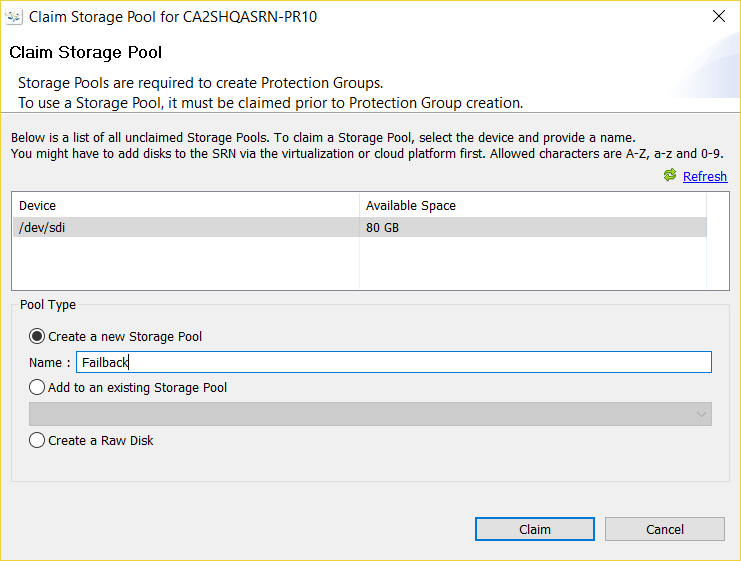 Claim Storage Pool for CA2SHQASRN-PR10
Claim Storage Pool
Storage Pools are required to create Protection Groups.
To use a Storage Pool, it must be claimed prior to Protection Group creation.
Below is a list of all unclaimed Storage Pools. To claim a Storage Pool, select the device and provide a name.
You might have to add disks to the SRN via the virtualization or cloud platform first. Allowed characters are A-Z, a-z and 0-9.
Refresh
Device Available Space
/dev/sdi 80 GB
Pool Type
Create a new Storage Pool
Name : Failback
Add to an existing Storage Pool
Create a Raw Disk
Claim Cancel